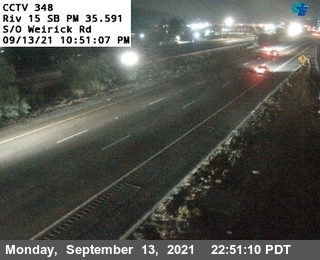 CCTV 348
Riv 15 SB PM 35.591
S/O Weirick Rd
09/13/21 10:51:07 PM
Monday, September 13, 2021 22:51:10 PDT